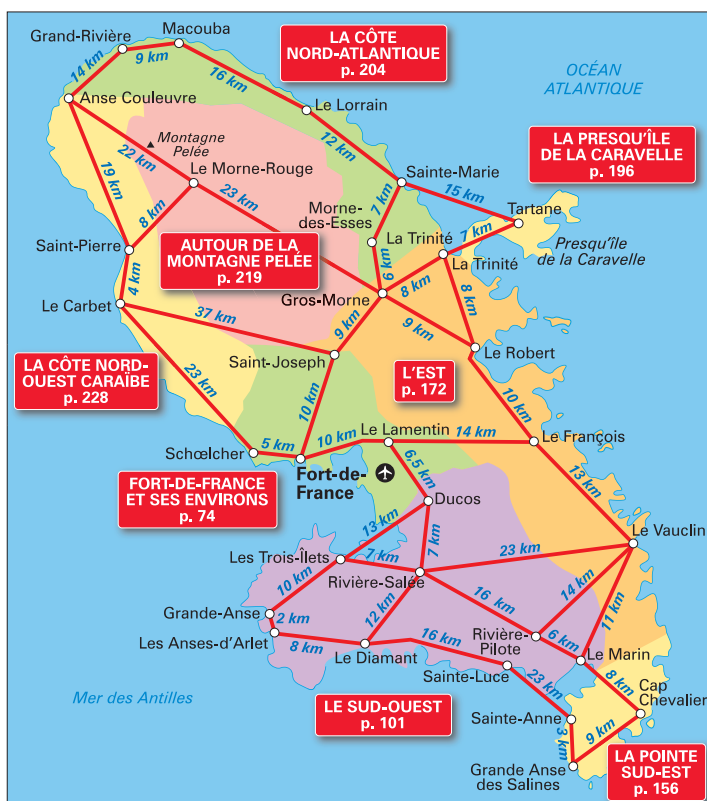 Macouba
Grand-Rivière
LA CÔTE
NORD-ATLANTIQUE
p. 204
14 km
9 km
16 km
OCÉAN
ATLANTIQUE
Anse Couleuvre
Le Lorrain
Montagne
Pelée
22 km
12 km
LA PRESQU'ÎLE
DE LA CARAVELLE
p. 196
Le Morne-Rouge
Sainte-Marie
15 km
19 km
23 km
8 km
7 km
Tartane
Morne-
des-Esses
7 km
La Trinité
Presqu'île
de la Caravelle
Saint-Pierre
AUTOUR DE LA
MONTAGNE PELÉE
p. 219
La Trinité
4 km
9 km
8 km
8 km
Le Carbet
Gros-Morne
37 km
9 km
9 km
Le Robert
Saint-Joseph
LA CÔTE NORD-
OUEST CARAÏBE
p. 228
23 km
L'EST
p. 172
10 km
10 km
Le Lamentin
14 km
Le François
Schœlcher
5 km
10 km
Fort-de-
France
6,5 km
13 km
FORT-DE-FRANCE
ET SES ENVIRONS
p. 74
Ducos
13 km
7 km
Le Vauclin
Les Trois-Îlets
7 km
23 km
Rivière-Salée
10 km
16 km
14 km
11 km
Grande-Anse
2 km
12 km
Les Anses-d'Arlet
8 km
Le Diamant
16 km
Rivière-
Pilote
6 km
Le Marin
Sainte-Luce
8 km
Cap
Chevalier
23 km
Mer des Antilles
LE SUD-OUEST
p. 101
Sainte-Anne
3 km
9 km
Grande Anse
des Salines
LA POINTE
SUD-EST
p. 156